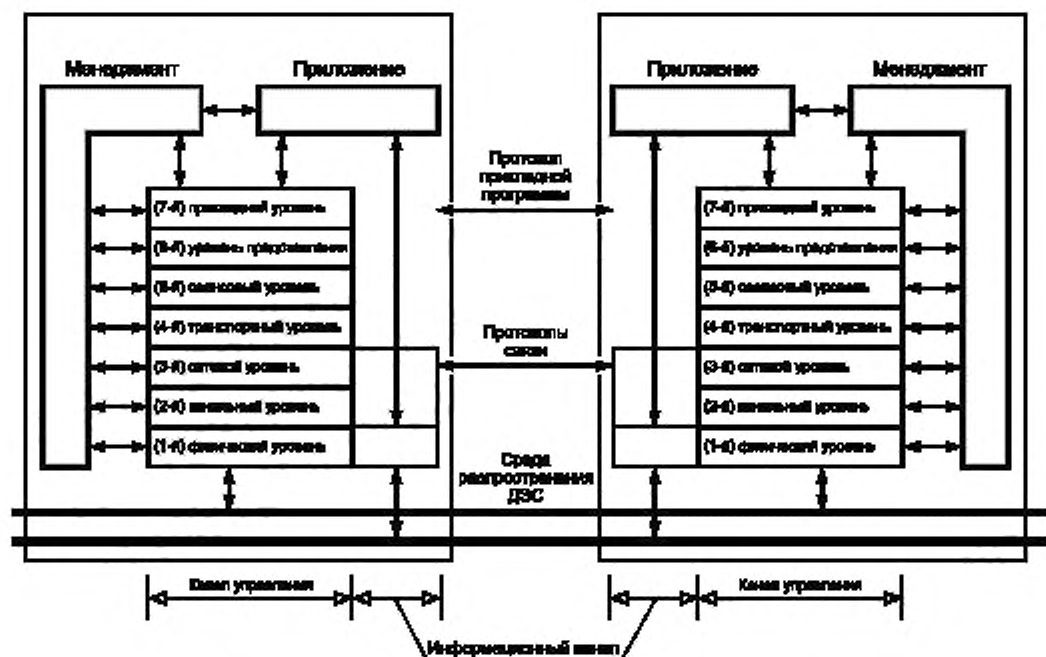 Менеджмент
Приложение
Приложение
Менеджмент
Протокол
прикладной
программы
(7-й) прикладной уровень
(6-й) уровень представления
(5-й) сеансовый уровень
(4-й) транспортный уровень
(3-й) сетевой уровень
(2-й) канальный уровень
(1-й) физический уровень
(7-й) прикладной уровень
(6-й) уровень представления
(5-й) сеансовый уровень
(4-й) транспортный уровень
(3-й) сетевой уровень
(2-й) канальный уровень
(1-й) физический уровень
Протоколы
связи
Среда
распространения
ДЭС
Канал управления
Канал управления
Информационный канал